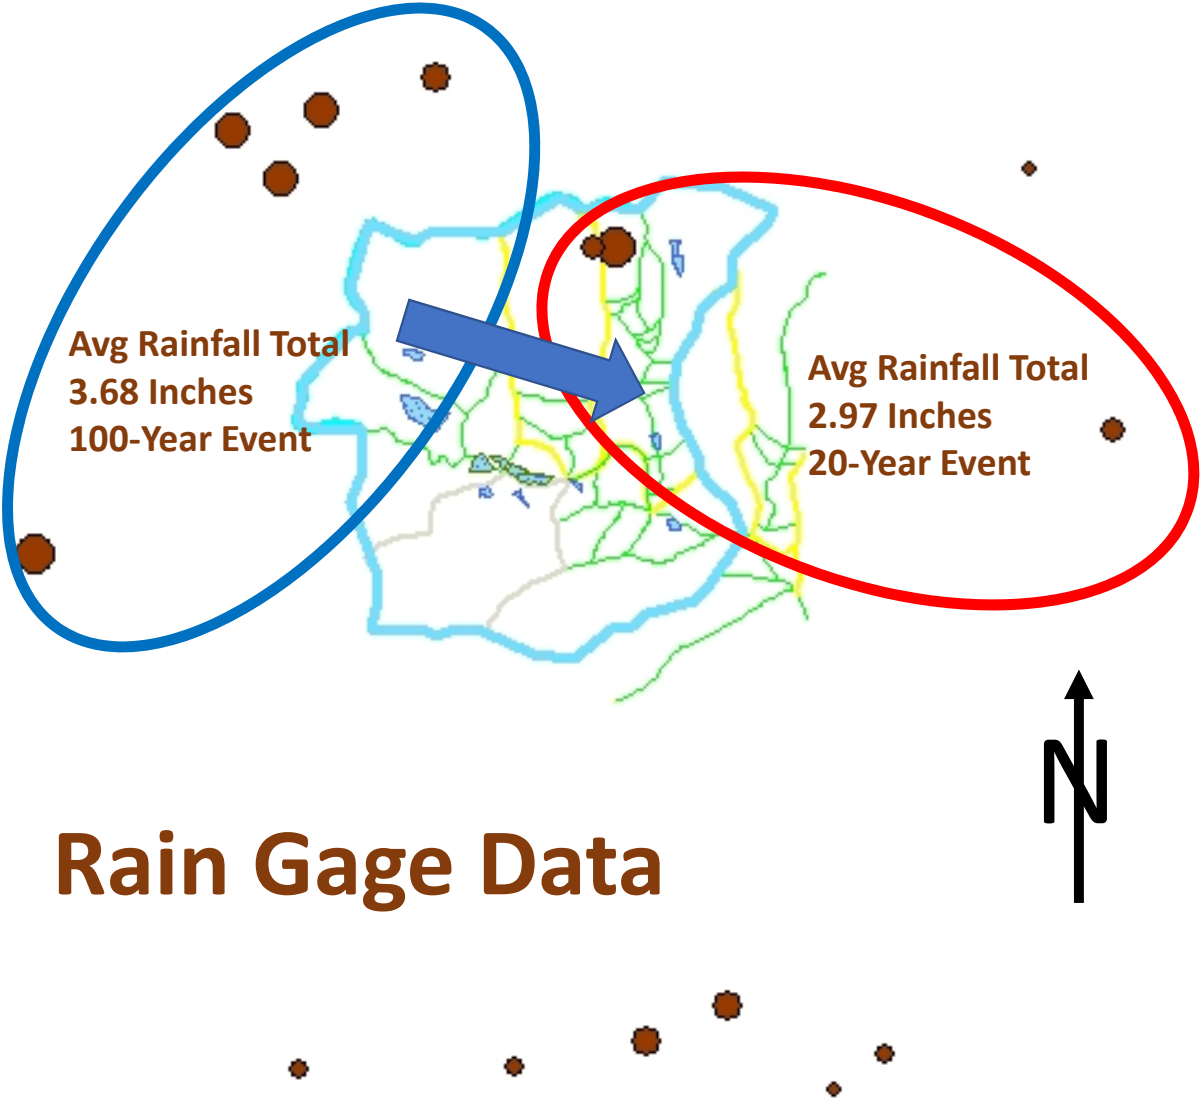 Avg Rainfall Total
3.68 Inches
100-Year Event
Avg Rainfall Total
2.97 Inches
20-Year Event
N
Rain Gage Data